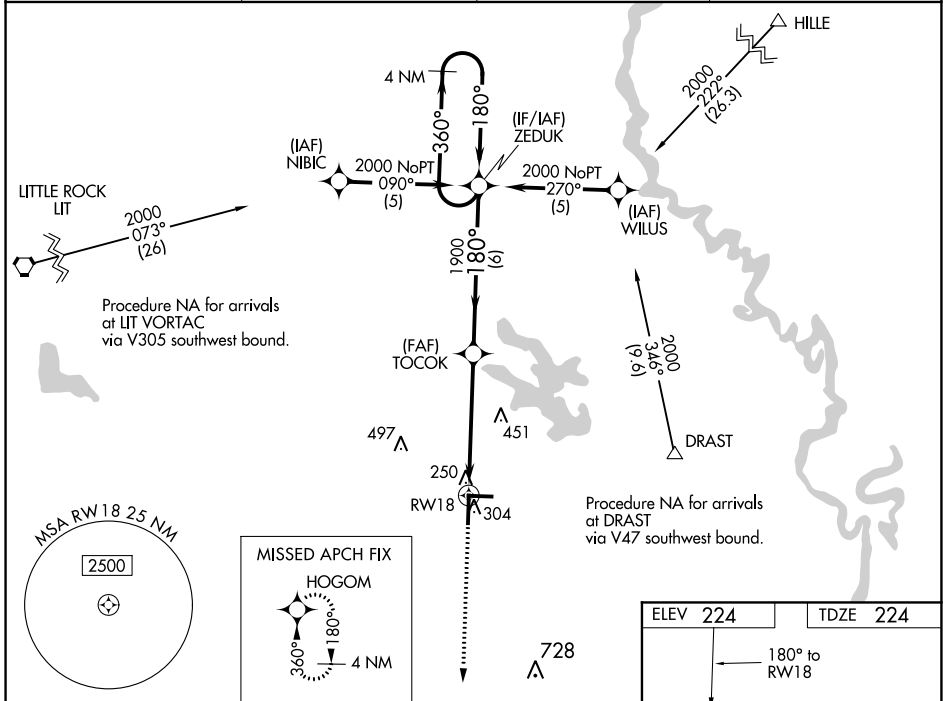 HILLE
2000
222°
(26.3)
4 NM
360°
180°
(IF/IAF)
ZEDUK
(IAF)
NIBIC
2000 NoPT
090°
(5)
2000 NoPT
270°
(5)
(IAF)
WILUS
LITTLE ROCK
LIT
2000
073°
(26)
1900
180°
(6)
Procedure NA for arrivals
at LIT VORTAC
via V305 southwest bound.
(FAF)
TOCOK
2000
346°
(9.6)
497
451
DRAST
250
RW18
304
Procedure NA for arrivals
at DRAST
via V47 southwest bound.
MSA RW18 25 NM
2500
MISSED APCH FIX
HOGOM
360°
180°
4 NM
728
ELEV 224
TDZE 224
180° to
RW18